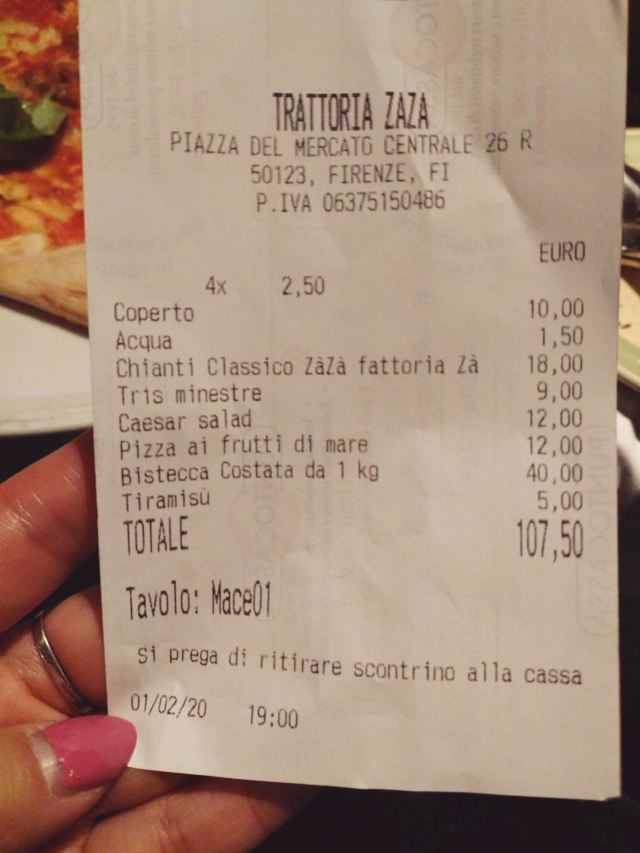 TRATTORIA ZAZA
PIAZZA DEL MERCATO CENTRALE 26 R
50123, FIRENZE, FI
P.IVA 06375150486
EURO
4x 2,50
Coperto 10,00
Acqua 1,50
Chianti Classico ZàZà fattoria Zà 18,00
Tris minestre 9,00
Caesar salad 12,00
Pizza ai frutti di mare 12,00
Bistecca Costata da 1 kg 40,00
Tiramisù 5,00
TOTALE 107,50
Tavolo: Mace01
Si prega di ritirare scontrino alla cassa
01/02/20 19:00